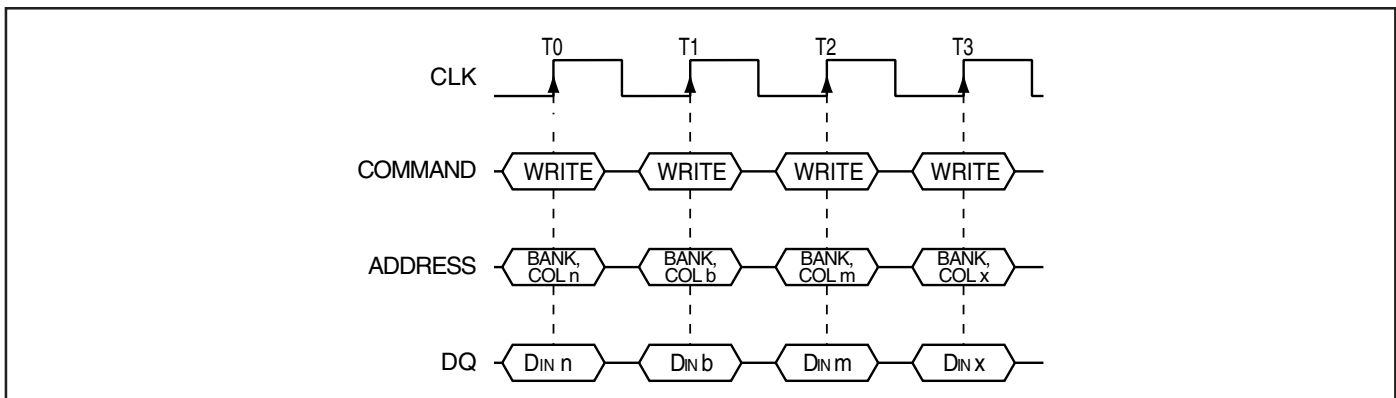 T0 T1 T2 T3
CLK
COMMAND WRITE WRITE WRITE WRITE
ADDRESS BANK, COL n BANK, COL b BANK, COL m BANK, COL x
DQ DIN n DIN b DIN m DIN x